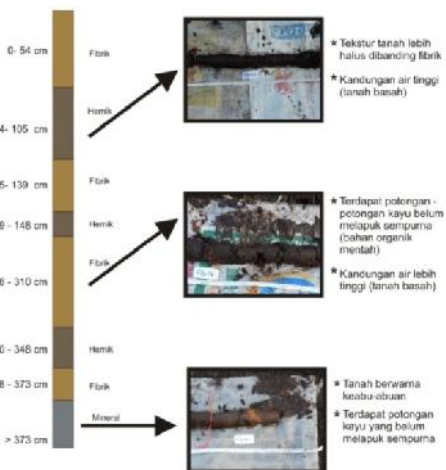 0- 54 cm
Fibrik
4- 105 cm
Hemik
5- 139 cm
Fibrik
9 - 148 cm
Hemik
8 - 310 cm
Fibrik
0 - 348 cm
Hemik
8 - 373 cm
Fibrik
> 373 cm
Mineral
* Tekstur tanah lebih
halus dibanding fibrik
* Kandungan air tinggi
(tanah basah)
* Terdapat potongan -
potongan kayu belum
melapuk sempurna
(bahan organik
mentah)
* Kandungan air lebih
tinggi (tanah basah)
* Tanah berwarna
keabu-abuan
* Terdapat potongan
kayu yang belum
melapuk sempurna